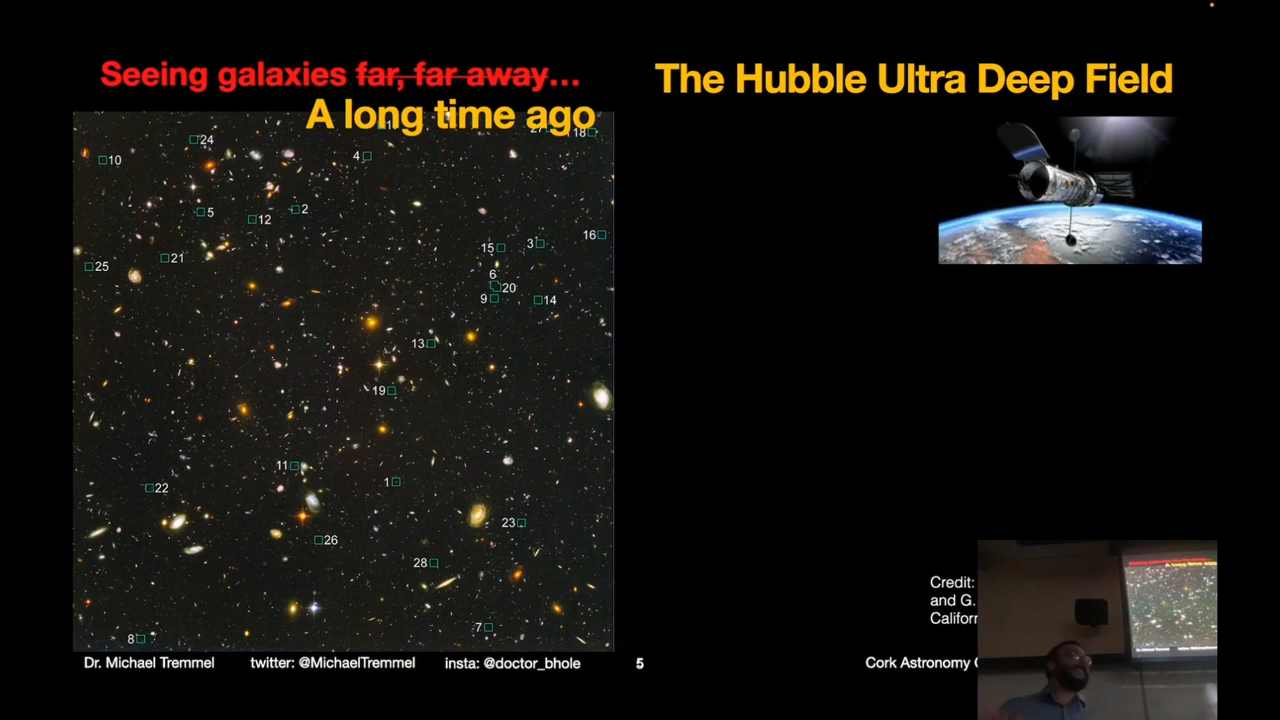 Seeing galaxies far, far away...
A long time ago
The Hubble Ultra Deep Field
24
10
4
27
18
5
12
2
16
15
3
25
21
6
20
9
14
13
19
11
1
22
23
26
28
7
8
Credit:
and G.
Californ
Dr. Michael Tremmel
twitter: @MichaelTremmel
insta: @doctor_bhole
5
Cork Astronomy